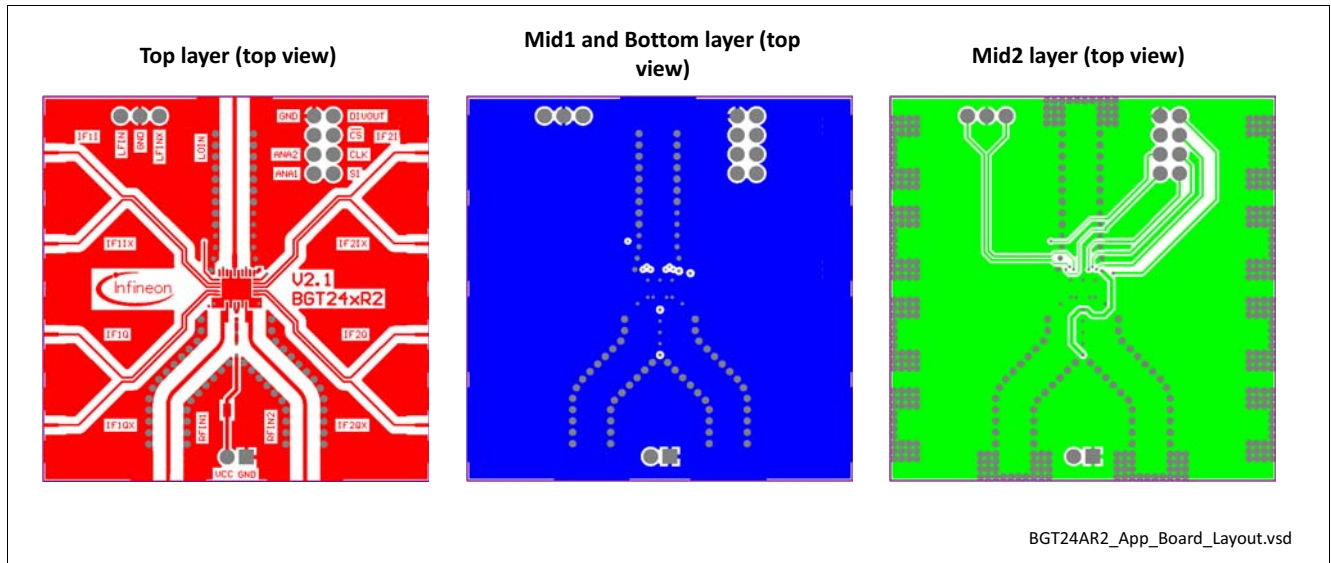 Top layer (top view)
Mid1 and Bottom layer (top
view)
Mid2 layer (top view)
GND
DIVOUT
IF1I
LFIN
GND
LFINX
LOIN
CS
IF2I
ANA2
CLK
ANA1
SI
IF1IX
IF2IX
Infineon
V2.1
BGT24xR2
IF1Q
IF2Q
IF1QX
RFIN1
RFIN2
IF2QX
VCC GND
BGT24AR2_App_Board_Layout.vsd